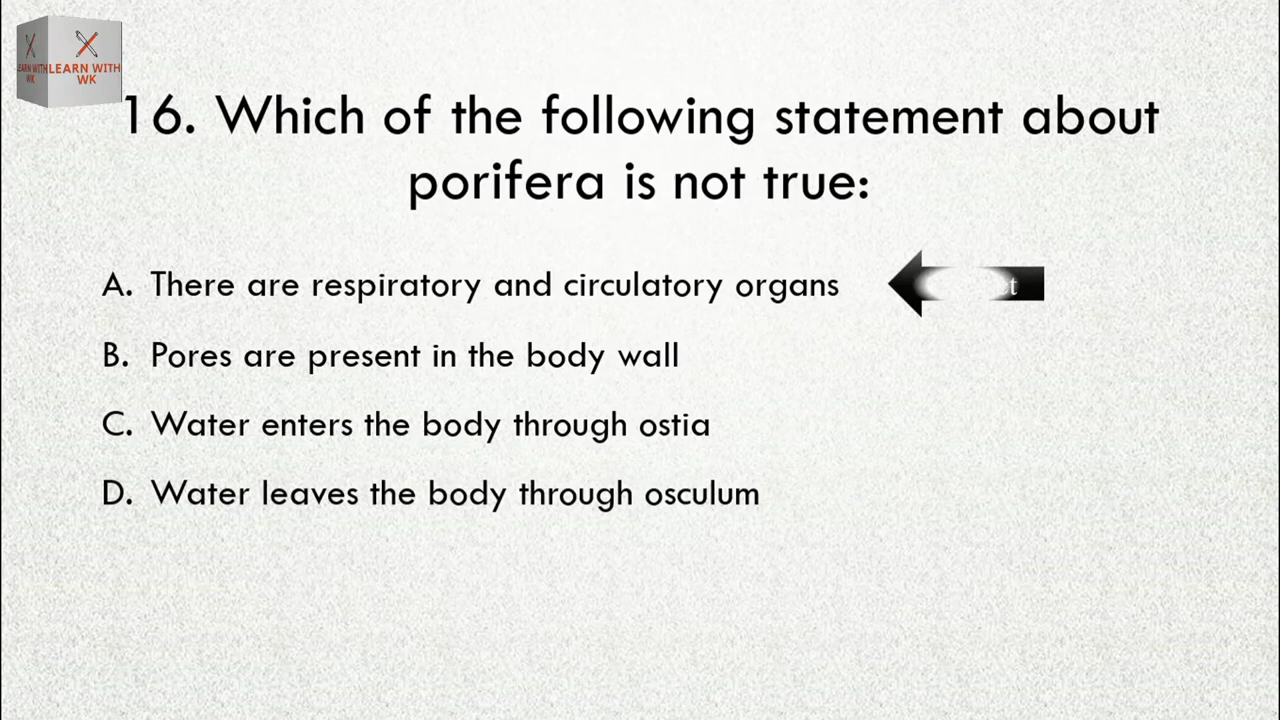 LEARN WITH
WK
16. Which of the following statement about
porifera is not true:
A. There are respiratory and circulatory organs
B. Pores are present in the body wall
C. Water enters the body through ostia
D. Water leaves the body through osculum